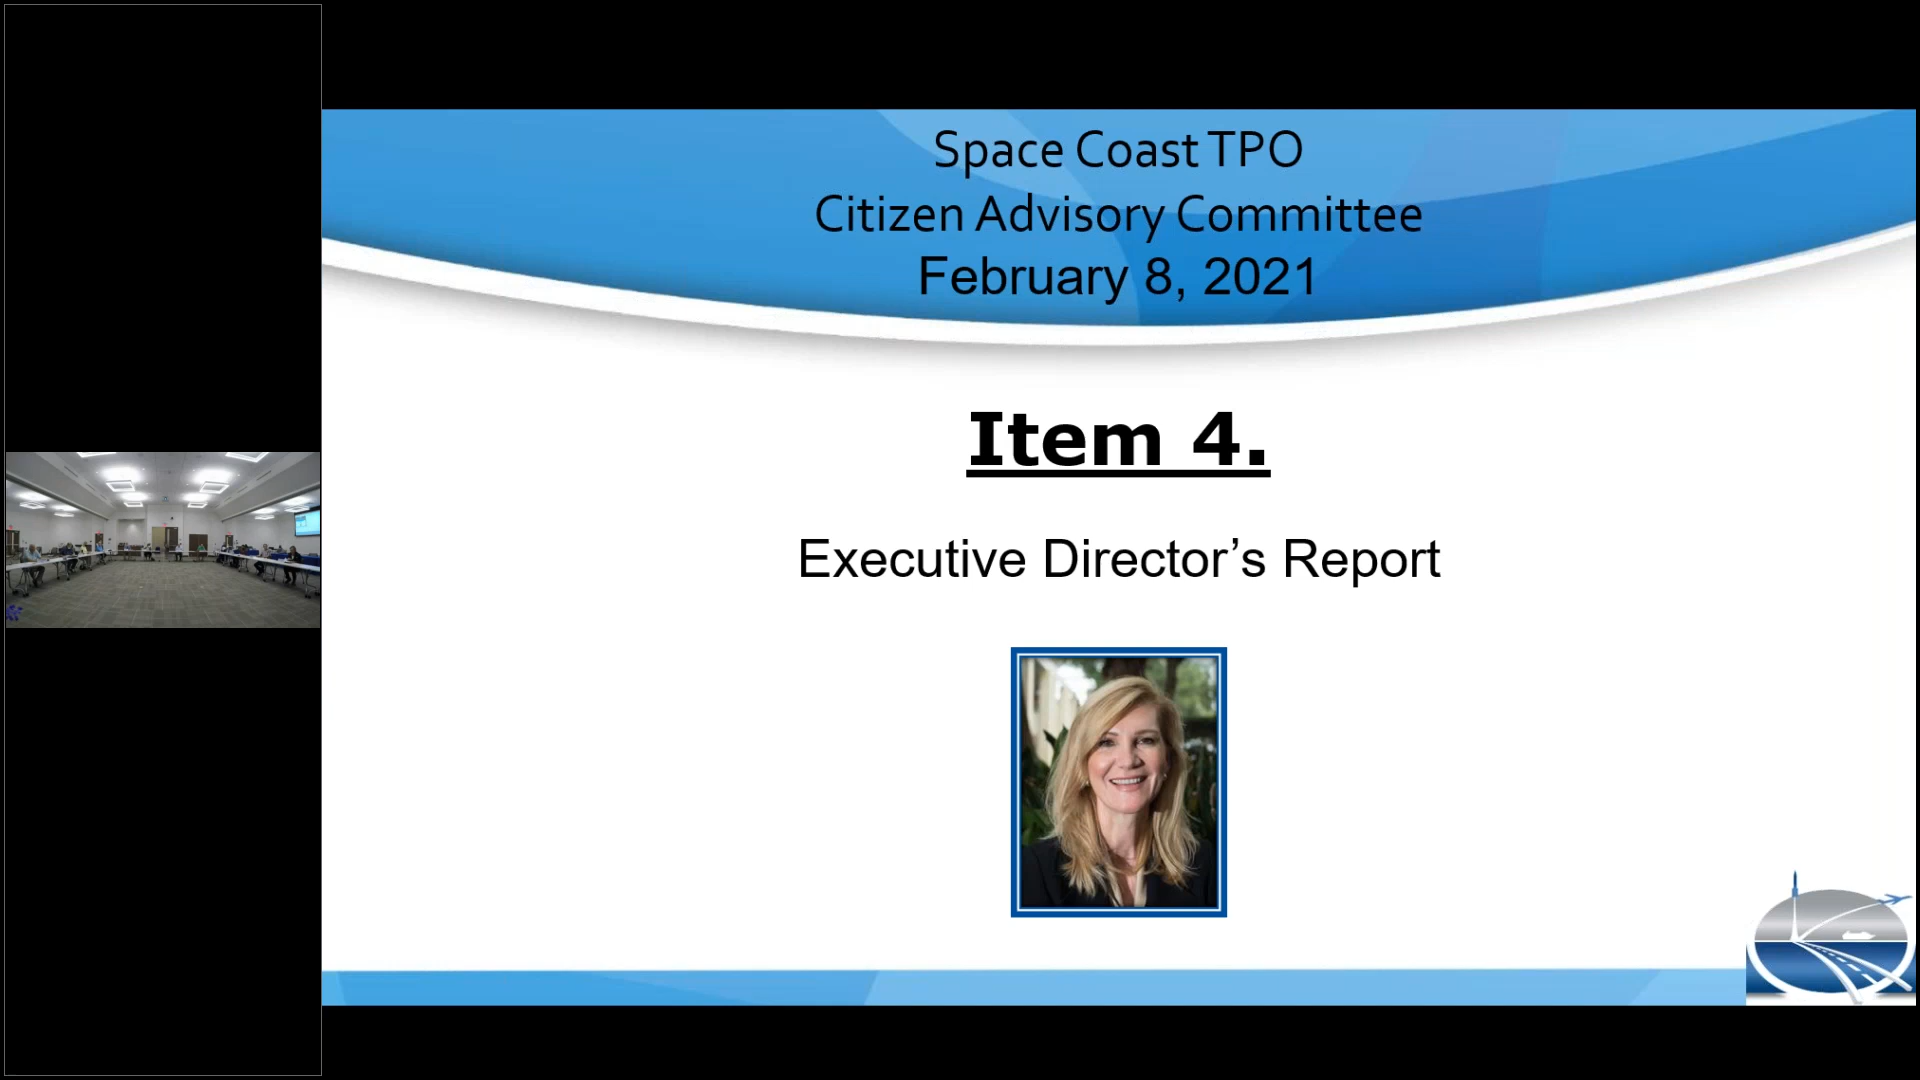 Space Coast TPO
Citizen Advisory Committee
February 8, 2021
Item 4.
Executive Director’s Report